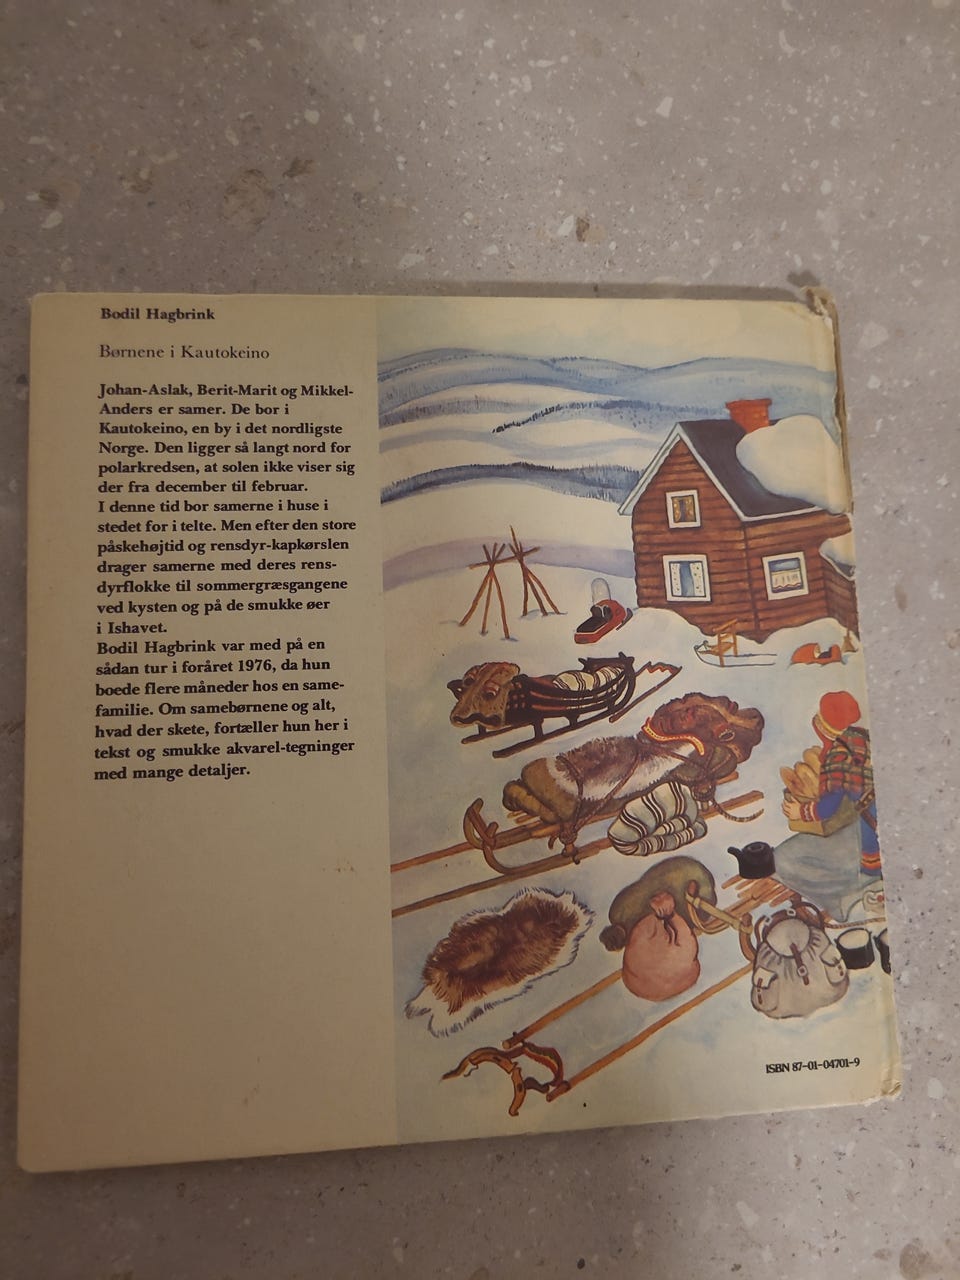 Bodil Hagbrink
Børnene i Kautokeino
Johan-Aslak, Berit-Marit og Mikkel-
Anders er samer. De bor i
Kautokeino, en by i det nordligste
Norge. Den ligger så langt nord for
polarkredsen, at solen ikke viser sig
der fra december til februar.
I denne tid bor samerne i huse i
stedet for i telte. Men efter den store
påskehøjtid og rensdyr-kapkørslen
drager samerne med deres rens-
dyrflokke til sommergræsgangene
ved kysten og på de smukke øer
i Ishavet.
Bodil Hagbrink var med på en
sådan tur i foråret 1976, da hun
boede flere måneder hos en same-
familie. Om samebørnene og alt,
hvad der skete, fortæller hun her i
tekst og smukke akvarel-tegninger
med mange detaljer.
ISBN 87-01-04701-9